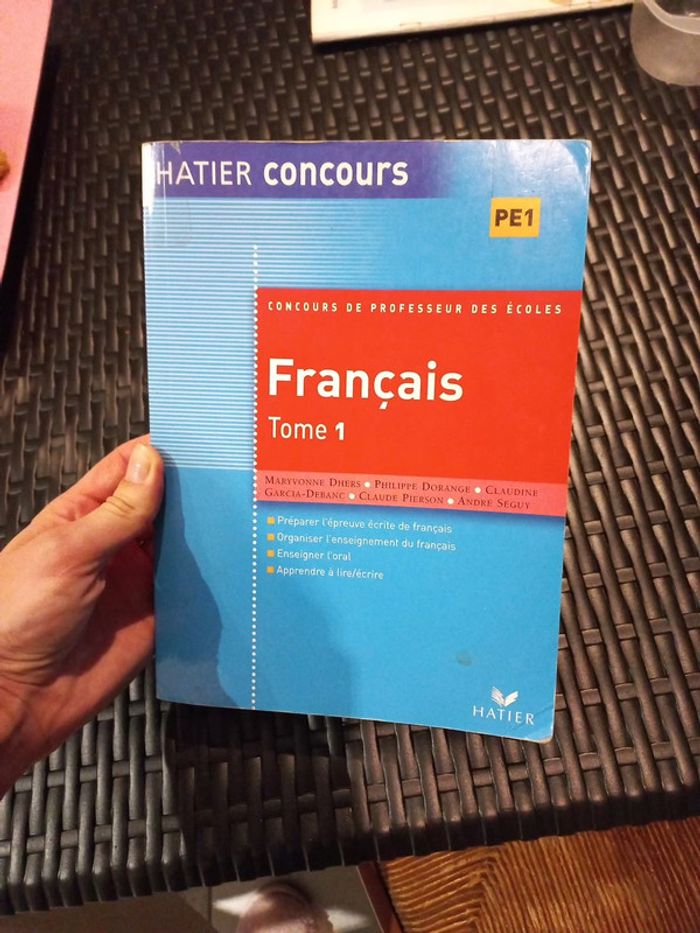 HATIER concours
PE1
CONCOURS DE PROFESSEUR DES ÉCOLES
Français
Tome 1
MARYVONNE DHERS • PHILIPPE DORANGE • CLAUDINE
GARCIA-DEBANC • CLAUDE PIERSON • ANDRÉ SEGUY
Préparer l'épreuve écrite de français
Organiser l'enseignement du français
Enseigner l'oral
Apprendre à lire/écrire
HATIER